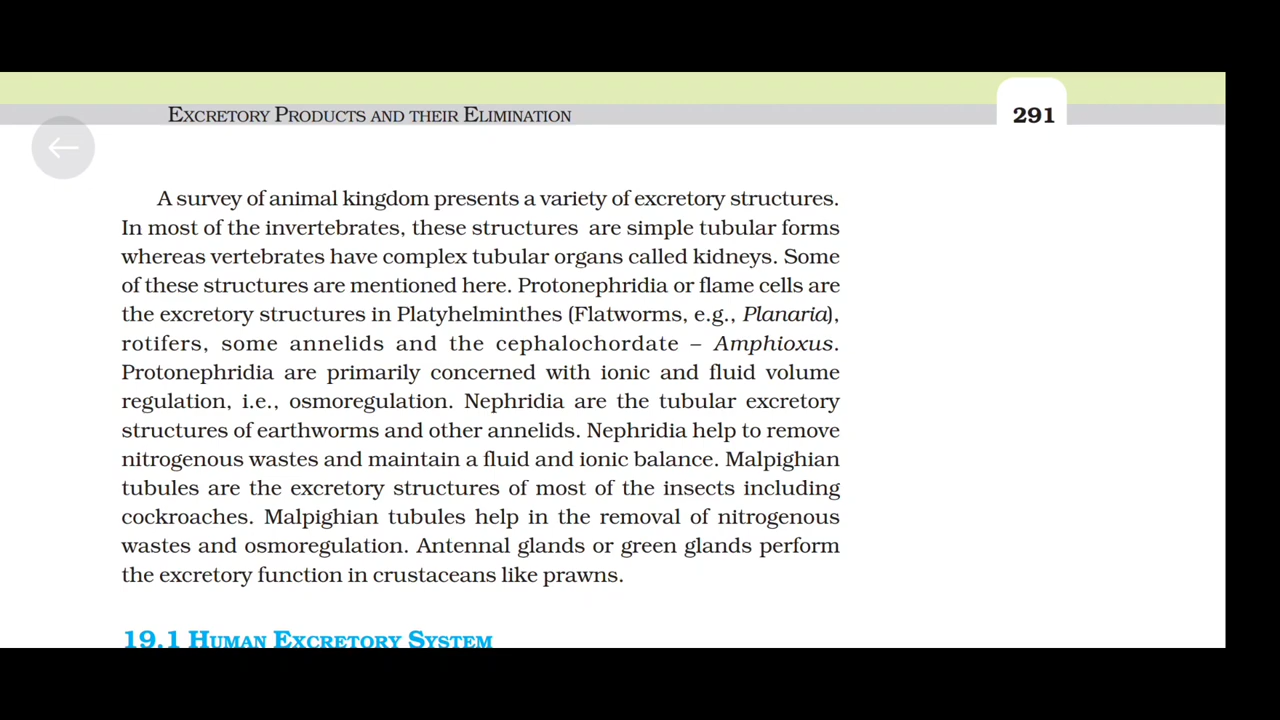 EXCRETORY PRODUCTS AND THEIR ELIMINATION
291
A survey of animal kingdom presents a variety of excretory structures.
In most of the invertebrates, these structures are simple tubular forms
whereas vertebrates have complex tubular organs called kidneys. Some
of these structures are mentioned here. Protonephridia or flame cells are
the excretory structures in Platyhelminthes (Flatworms, e.g., Planaria),
rotifers, some annelids and the cephalochordate – Amphioxus.
Protonephridia are primarily concerned with ionic and fluid volume
regulation, i.e., osmoregulation. Nephridia are the tubular excretory
structures of earthworms and other annelids. Nephridia help to remove
nitrogenous wastes and maintain a fluid and ionic balance. Malpighian
tubules are the excretory structures of most of the insects including
cockroaches. Malpighian tubules help in the removal of nitrogenous
wastes and osmoregulation. Antennal glands or green glands perform
the excretory function in crustaceans like prawns.
19.1 HUMAN EXCRETORY SYSTEM